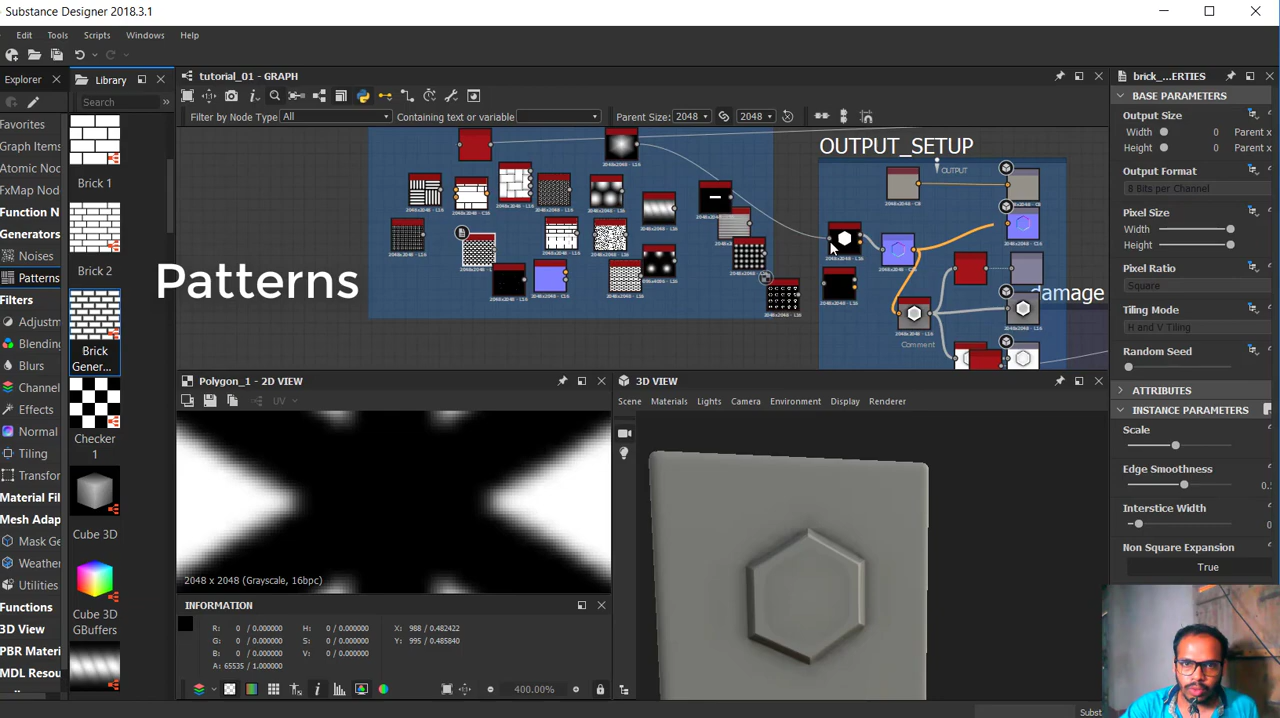 Substance Designer 2018.3.1
Edit Tools Scripts Windows Help
Explorer
Library
tutorial_01 - GRAPH
brick_...ERTIES
Search
Filter by Node Type All
Containing text or variable
Parent Size: 2048
2048
BASE PARAMETERS
Output Size
Width 0 Parent x
Height 0 Parent x
Output Format
8 Bits per Channel
Pixel Size
Width
Height
Pixel Ratio
Square
Tiling Mode
H and V Tiling
Random Seed
ATTRIBUTES
INSTANCE PARAMETERS
Scale
Edge Smoothness
0.5
Interstice Width
Non Square Expansion
True
Favorites
Graph Items
Atomic Nod
FxMap Nod
Function N
Generators
Noises
Patterns
Filters
Adjustm
Blending
Blurs
Channel
Effects
Normal
Tiling
Transfor
Material Fil
Mesh Adap
Mask Ge
Weather
Utilities
Functions
3D View
PBR Materi
MDL Resou
Brick 1
Brick 2
Brick
Gener...
Checker
1
Cube 3D
Cube 3D
GBuffers
Patterns
OUTPUT_SETUP
OUTPUT
damage
Comment
Polygon_1 - 2D VIEW
UV
2048 x 2048 (Grayscale, 16bpc)
3D VIEW
Scene Materials Lights Camera Environment Display Renderer
INFORMATION
R: 0 / 0.000000 H: 0 / 0.000000 X: 988 / 0.482422
G: 0 / 0.000000 S: 0 / 0.000000 Y: 995 / 0.485840
B: 0 / 0.000000 V: 0 / 0.000000
A: 65535 / 1.000000
400.00%
Subst